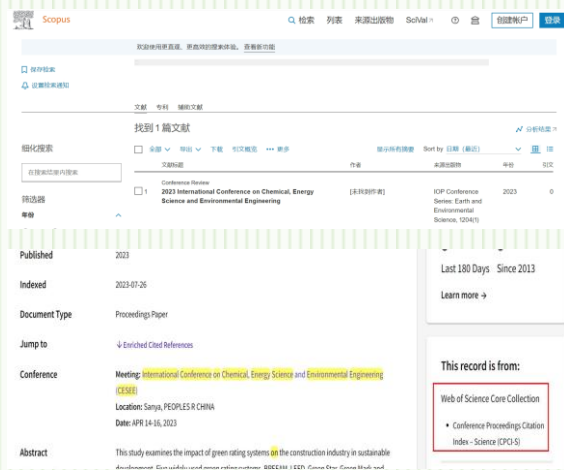 Scopus
检索 列表 来源出版物 SciVal 创建帐户 登录
欢迎使用更直观、更高效的搜索体验。 查看新功能
保存检索
设置检索通知
文献 专利 辅助文献
找到 1 篇文献
分析结果
细化搜索
全部 导出 下载 引文概览 ••• 更多 显示所有摘要 Sort by 日期（最近）
文献标题 作者 来源出版物 年份 引文
在搜索结果内搜索
Conference Review
1 2023 International Conference on Chemical, Energy Science and Environmental Engineering [未找到作者] IOP Conference Series: Earth and Environmental Science, 1204(1) 2023 0
筛选器
年份
Published 2023
Last 180 Days Since 2013
Indexed 2023-07-26
Learn more →
Document Type Proceedings Paper
Jump to ↓ Enriched Cited References
This record is from:
Conference Meeting: International Conference on Chemical, Energy Science and Environmental Engineering
(CESEE)
Location: Sanya, PEOPLES R CHINA
Date: APR 14-16, 2023
Web of Science Core Collection
• Conference Proceedings Citation
Index – Science (CPCI-S)
Abstract This study examines the impact of green rating systems on the construction industry in sustainable